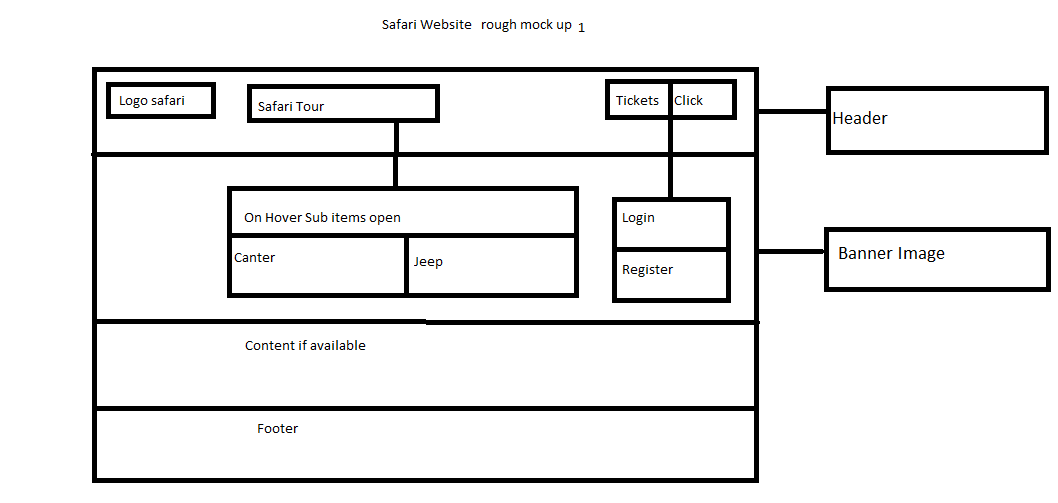 Safari Website rough mock up 1
Logo safari
Safari Tour
Tickets
Click
Header
On Hover Sub items open
Canter
Jeep
Login
Register
Banner Image
Content if available
Footer